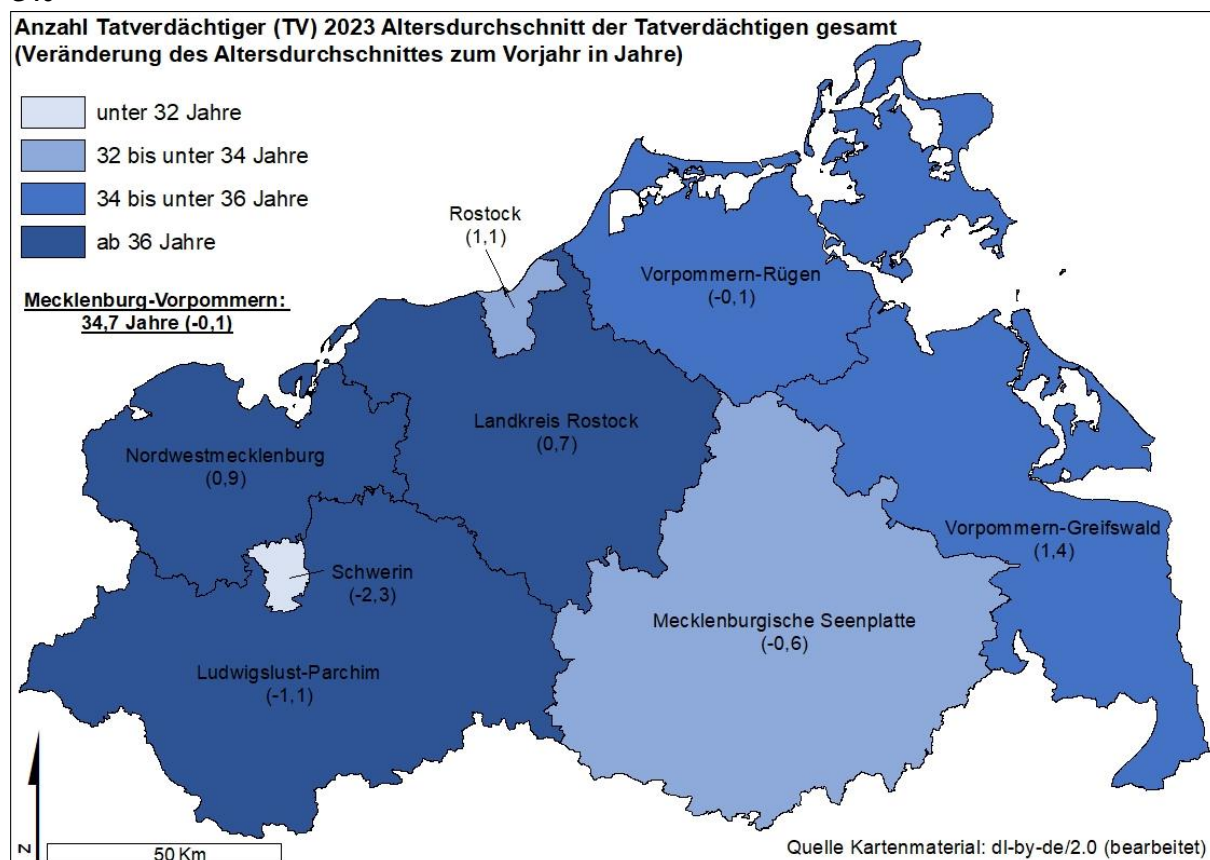 Anzahl Tatverdächtiger (TV) 2023 Altersdurchschnitt der Tatverdächtigen gesamt
(Veränderung des Altersdurchschnittes zum Vorjahr in Jahre)
unter 32 Jahre
32 bis unter 34 Jahre
34 bis unter 36 Jahre
ab 36 Jahre
Mecklenburg-Vorpommern:
34,7 Jahre (-0,1)
Rostock
(1,1)
Vorpommern-Rügen
(-0,1)
Landkreis Rostock
(0,7)
Nordwestmecklenburg
(0,9)
Vorpommern-Greifswald
(1,4)
Schwerin
(-2,3)
Mecklenburgische Seenplatte
(-0,6)
Ludwigslust-Parchim
(-1,1)
N
50 Km
Quelle Kartenmaterial: dl-by-de/2.0 (bearbeitet)